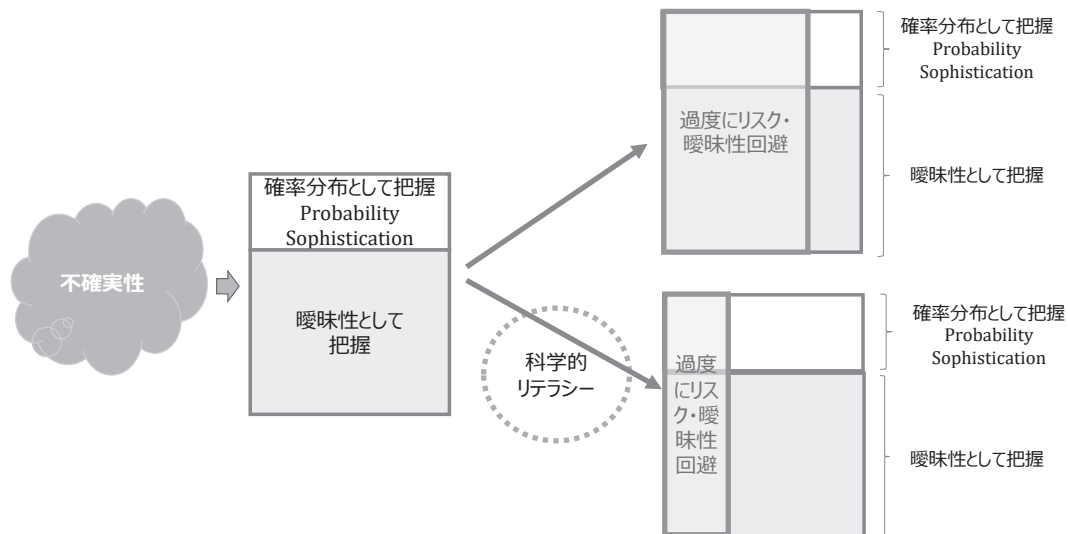 不確実性
確率分布として把握
Probability
Sophistication
曖昧性として
把握
科学的
リテラシー
過度にリスク・
曖昧性回避
確率分布として把握
Probability
Sophistication
曖昧性として把握
過度
にリス
ク・曖
昧性
回避
確率分布として把握
Probability
Sophistication
曖昧性として把握